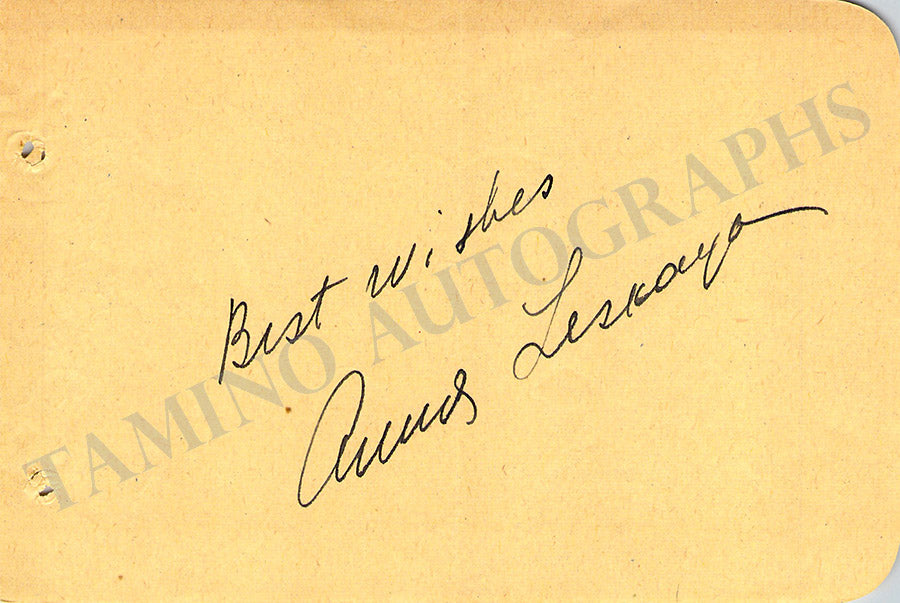 Best Wishes
Anna Leskaya
TAMINO AUTOGRAPHS